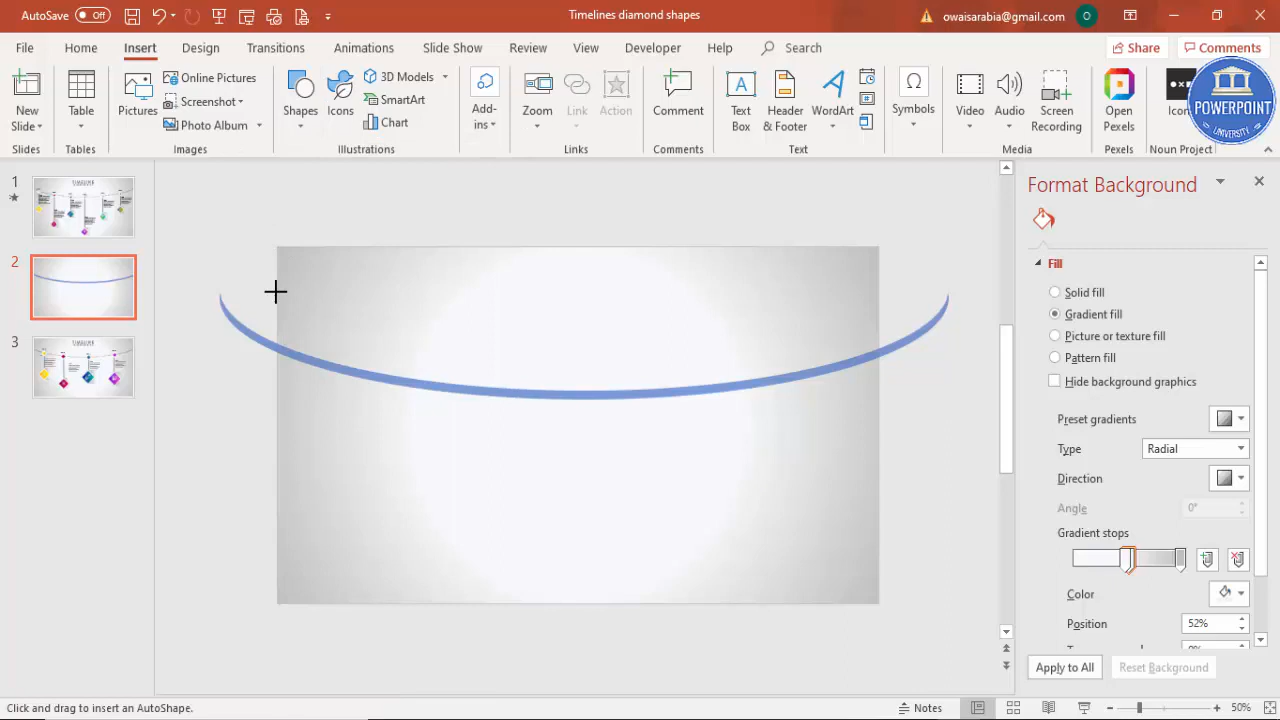 AutoSave Off
Timelines diamond shapes
owaisarabia@gmail.com
O
File Home Insert Design Transitions Animations Slide Show Review View Developer Help Search
Share Comments
New Slide
Table
Pictures
Online Pictures
Screenshot
Photo Album
Shapes
Icons
3D Models
SmartArt
Chart
Add-ins
Zoom
Link
Action
Comment
Text Box
Header & Footer
WordArt
Symbols
Video
Audio
Screen Recording
Open Pexels
POWERPOINT
UNIVERSITY
Slides Tables Images Illustrations Links Comments Text Media Pexels Noun Project
Format Background
1
2
3
Fill
Solid fill
Gradient fill
Picture or texture fill
Pattern fill
Hide background graphics
Preset gradients
Type Radial
Direction
Angle 0°
Gradient stops
Color
Position 52%
Apply to All Reset Background
Click and drag to insert an AutoShape.
Notes
50%